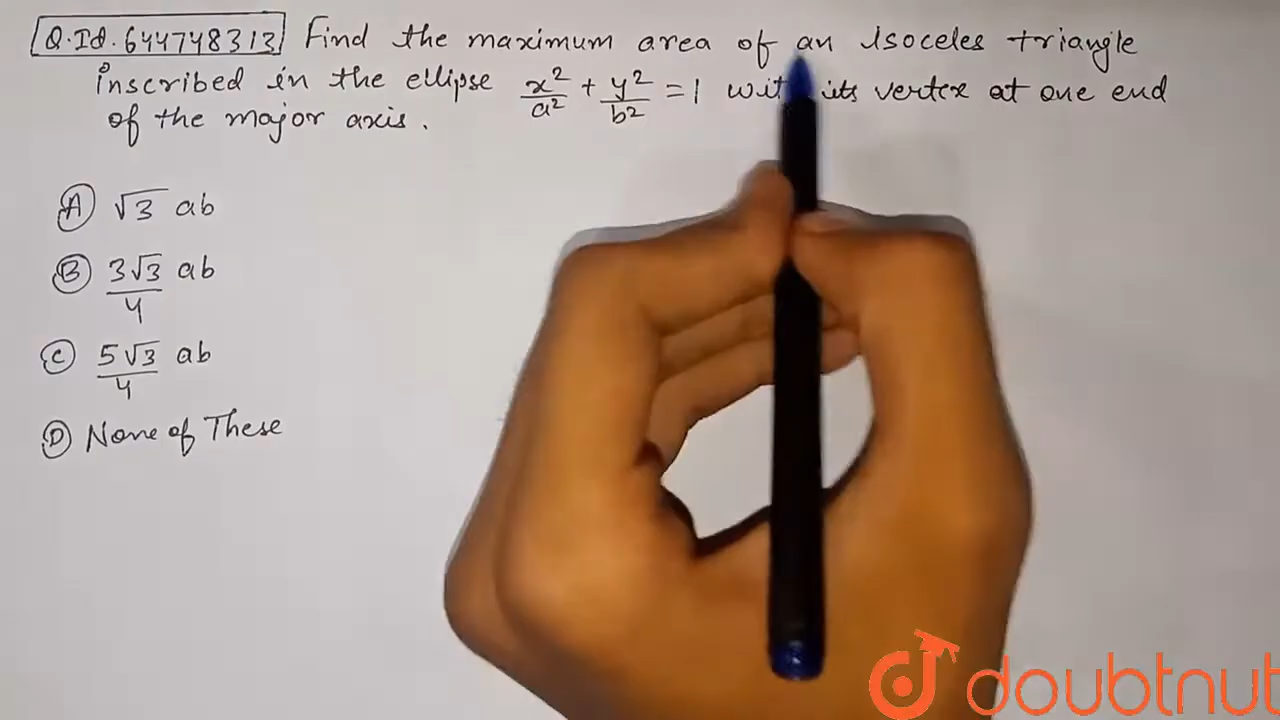 Q.Id. 644748313 Find the maximum area of an isoceles triangle
inscribed in the ellipse x²/a² + y²/b² = 1 with its vertex at one end
of the major axis.
(A) √3 ab
(B) 3√3/4 ab
(C) 5√3/4 ab
(D) None of These
doubtnut